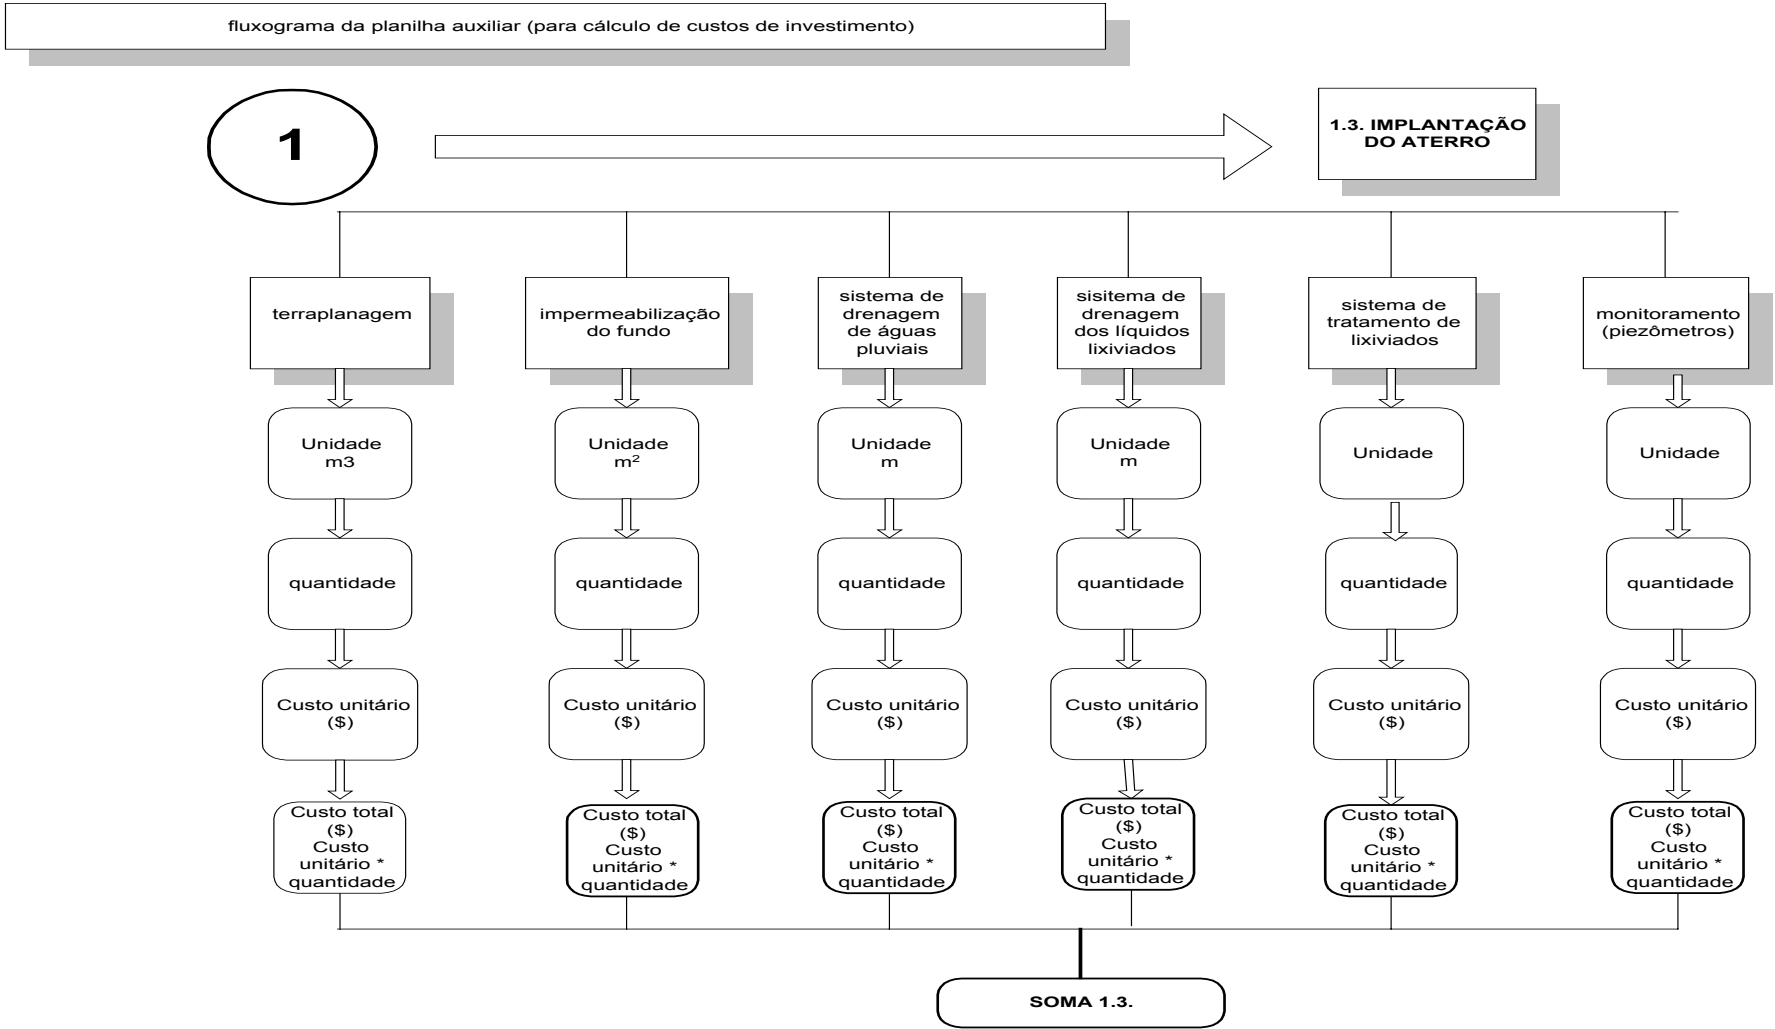 fluxograma da planilha auxiliar (para cálculo de custos de investimento)
1
1.3. IMPLANTAÇÃO
DO ATERRO
terraplanagem
impermeabilização
do fundo
sistema de
drenagem
de águas
pluviais
sisitema de
drenagem
dos líquidos
lixiviados
sistema de
tratamento de
lixiviados
monitoramento
(piezômetros)
Unidade
m3
Unidade
m²
Unidade
m
Unidade
m
Unidade
Unidade
quantidade
quantidade
quantidade
quantidade
quantidade
quantidade
Custo unitário
($)
Custo unitário
($)
Custo unitário
($)
Custo unitário
($)
Custo unitário
($)
Custo unitário
($)
Custo total
($)
Custo
unitário *
quantidade
Custo total
($)
Custo
unitário *
quantidade
Custo total
($)
Custo
unitário *
quantidade
Custo total
($)
Custo
unitário *
quantidade
Custo total
($)
Custo
unitário *
quantidade
Custo total
($)
Custo
unitário *
quantidade
SOMA 1.3.